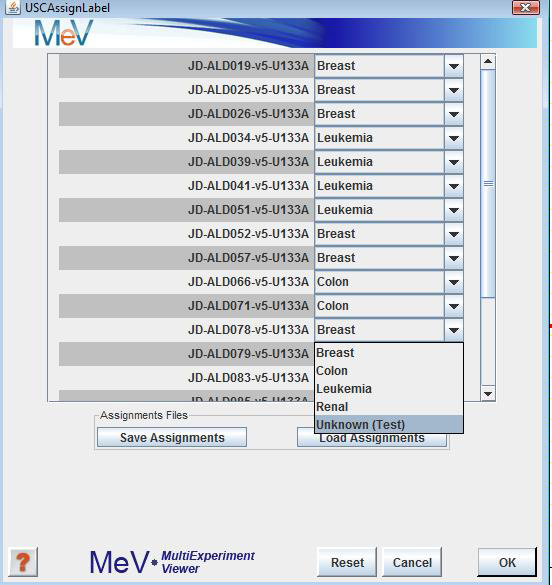 USCAssignLabel
MeV
JD-ALD019-v5-U133A Breast
JD-ALD025-v5-U133A Breast
JD-ALD026-v5-U133A Breast
JD-ALD034-v5-U133A Leukemia
JD-ALD039-v5-U133A Leukemia
JD-ALD041-v5-U133A Leukemia
JD-ALD051-v5-U133A Leukemia
JD-ALD052-v5-U133A Breast
JD-ALD057-v5-U133A Breast
JD-ALD066-v5-U133A Colon
JD-ALD071-v5-U133A Colon
JD-ALD078-v5-U133A Breast
JD-ALD079-v5-U133A
Breast
Colon
JD-ALD083-v5-U133A
Leukemia
JD-ALD085-v5-U133A
Renal
Unknown (Test)
Assignments Files
Save Assignments Load Assignments
? MeV MultiExperiment
Viewer
Reset Cancel OK